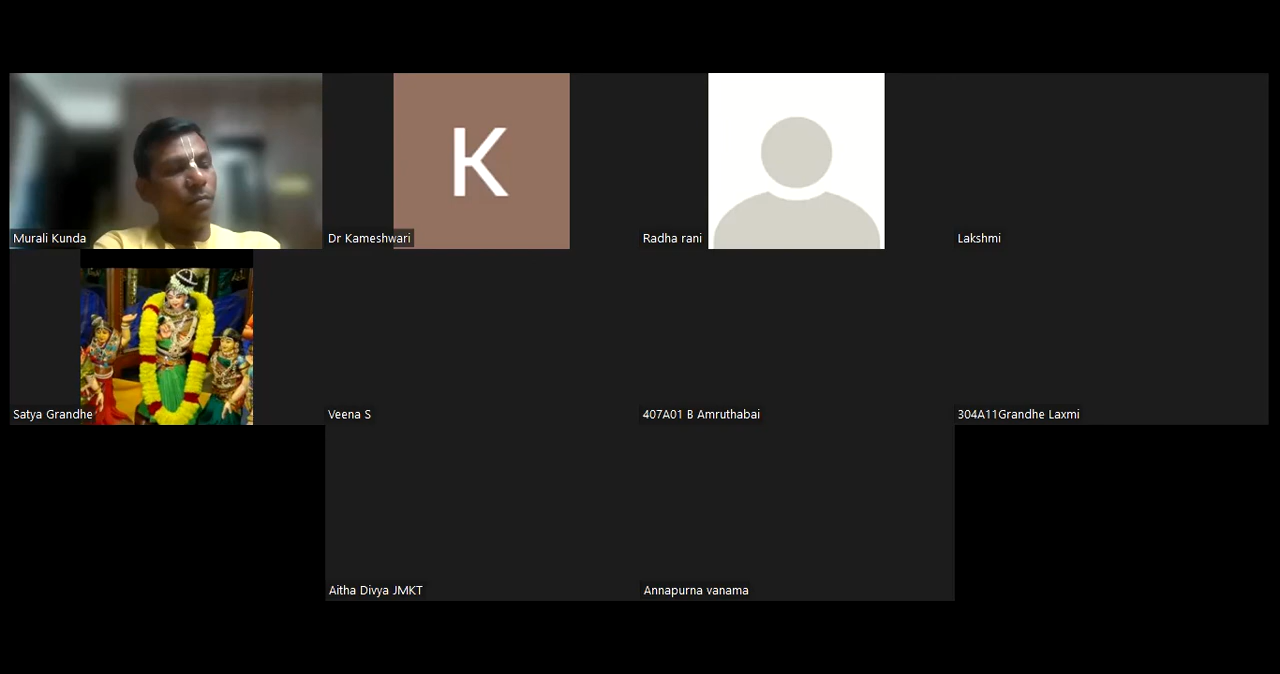 K
Murali Kunda
Dr Kameshwari
Radha rani
Lakshmi
Satya Grandhe
Veena S
407A01 B Amruthabai
304A11Grandhe Laxmi
Aitha Divya JMKT
Annapurna vanama